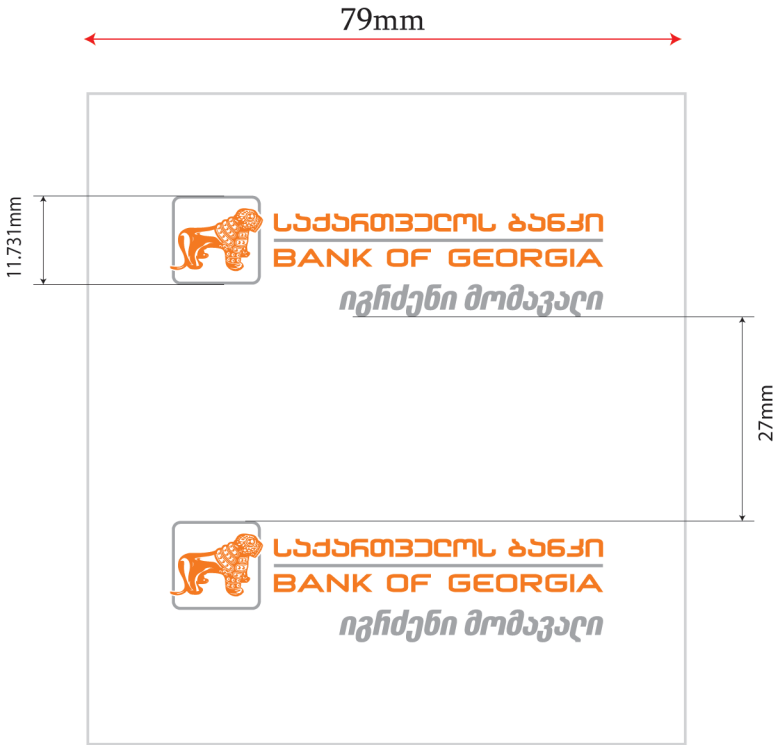 79mm
11.731mm
საქართველოს ბანკი
BANK OF GEORGIA
იგრძენი მომავალი
27mm
საქართველოს ბანკი
BANK OF GEORGIA
იგრძენი მომავალი